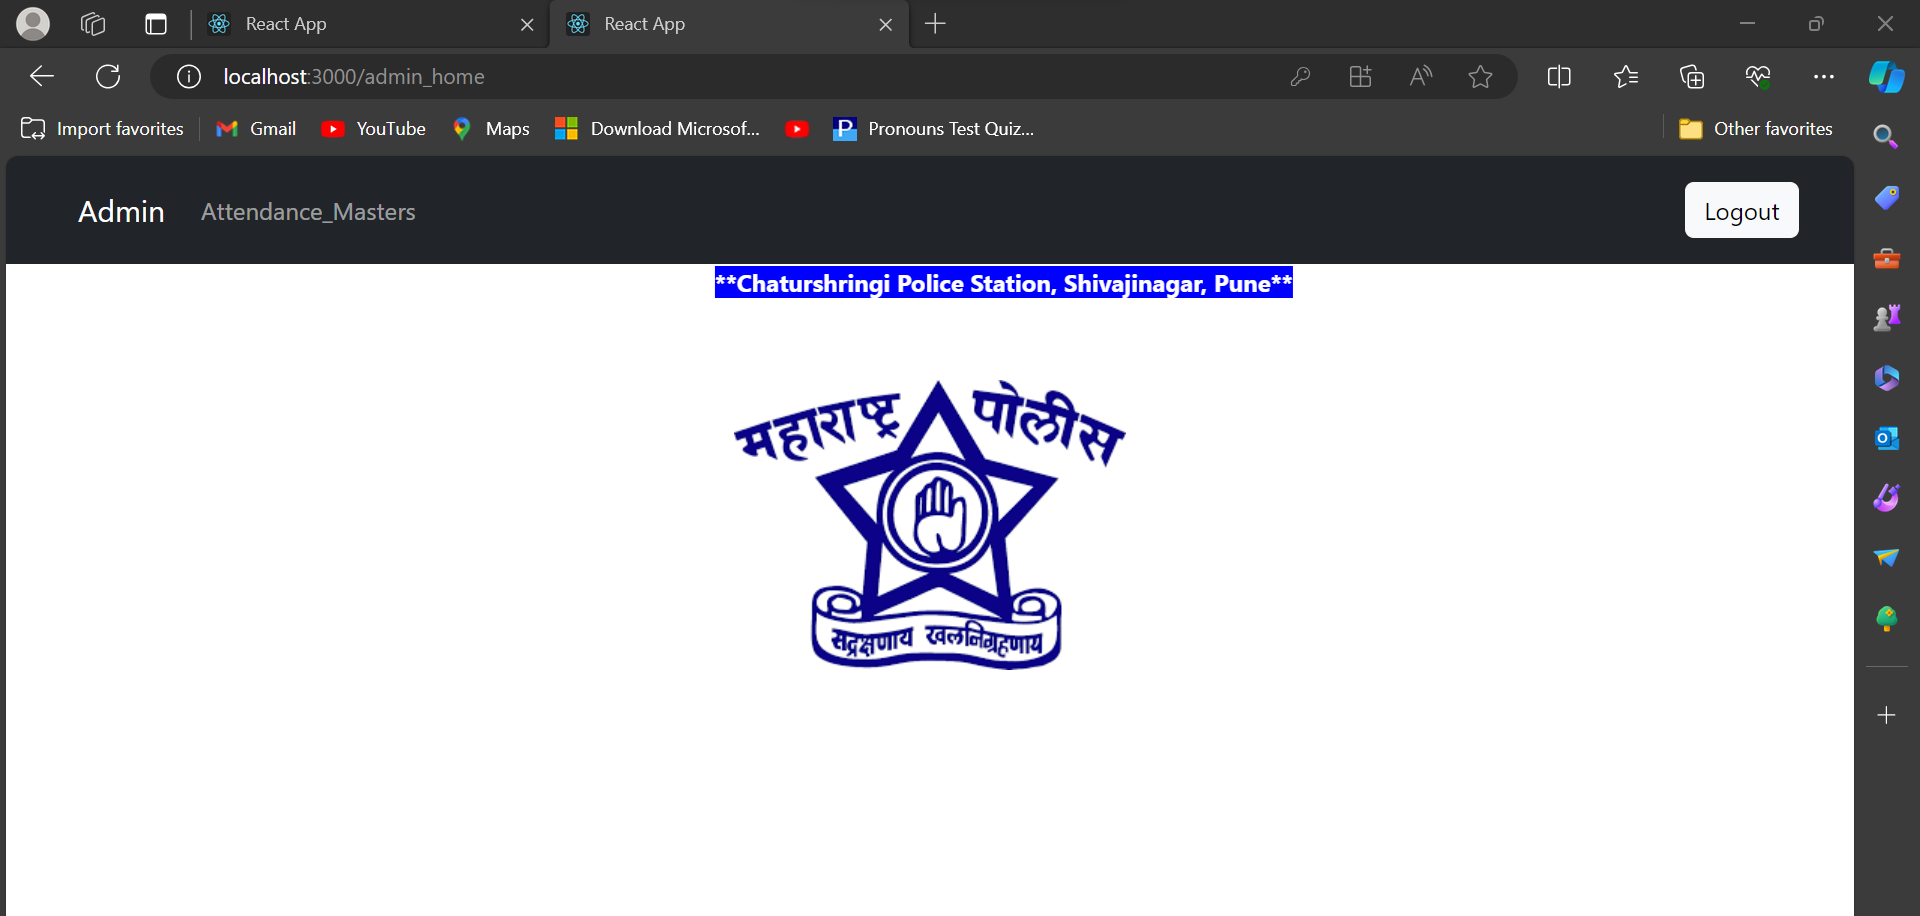 React App
React App
localhost:3000/admin_home
Import favorites
Gmail
YouTube
Maps
Download Microsof...
Pronouns Test Quiz...
Other favorites
Admin
Attendance_Masters
Logout
**Chaturshringi Police Station, Shivajinagar, Pune**
महाराष्ट्र पोलीस
सद्रक्षणाय खलनिग्रहणाय